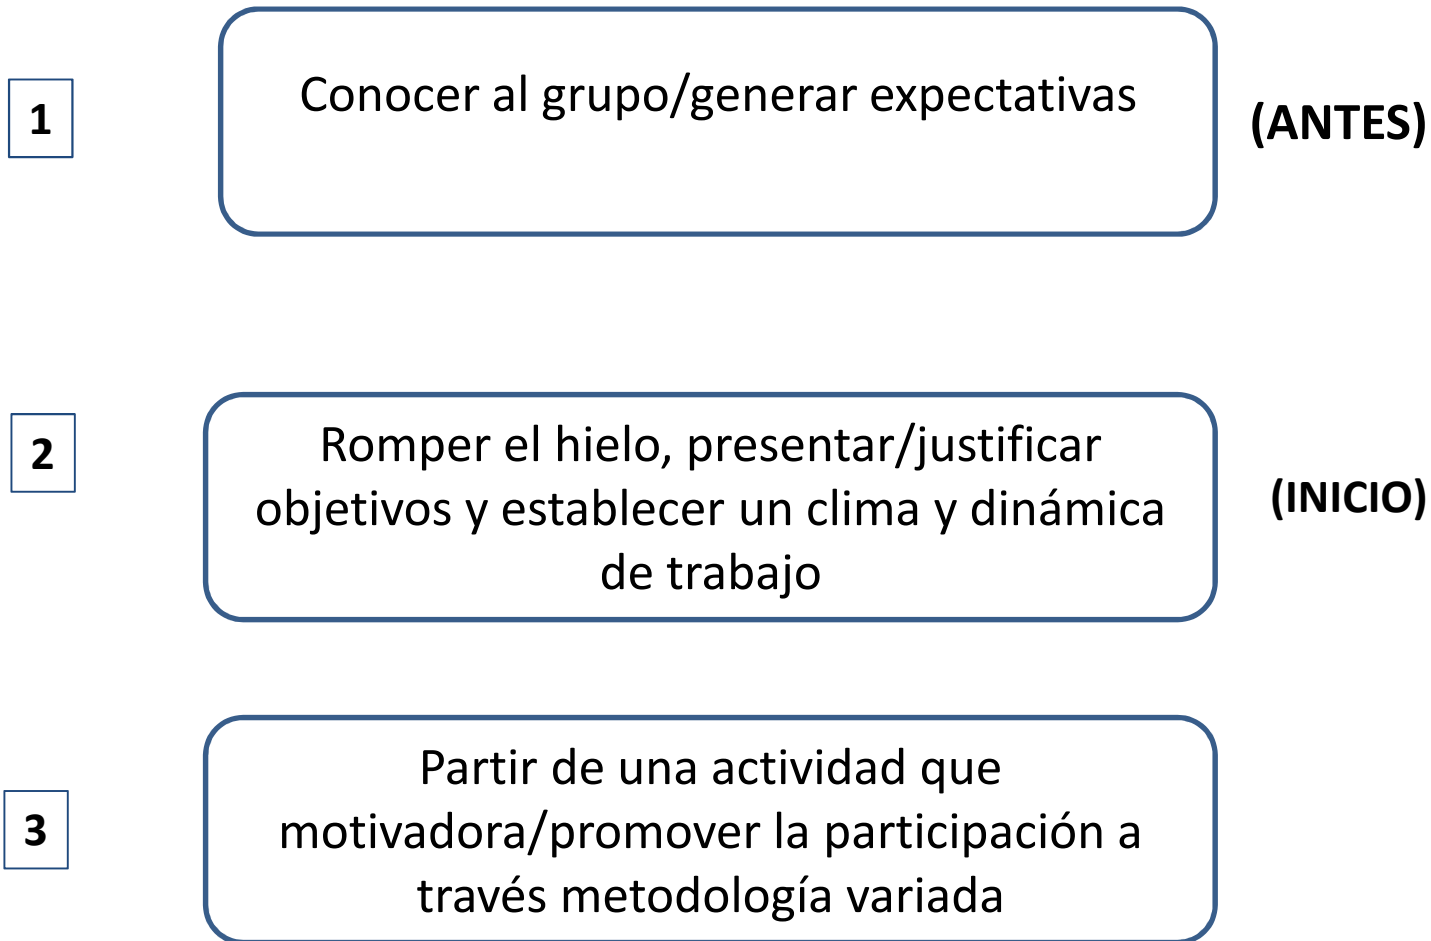 1
Conocer al grupo/generar expectativas
(ANTES)
2
Romper el hielo, presentar/justificar
objetivos y establecer un clima y dinámica
de trabajo
(INICIO)
3
Partir de una actividad que
motivadora/promover la participación a
través metodología variada